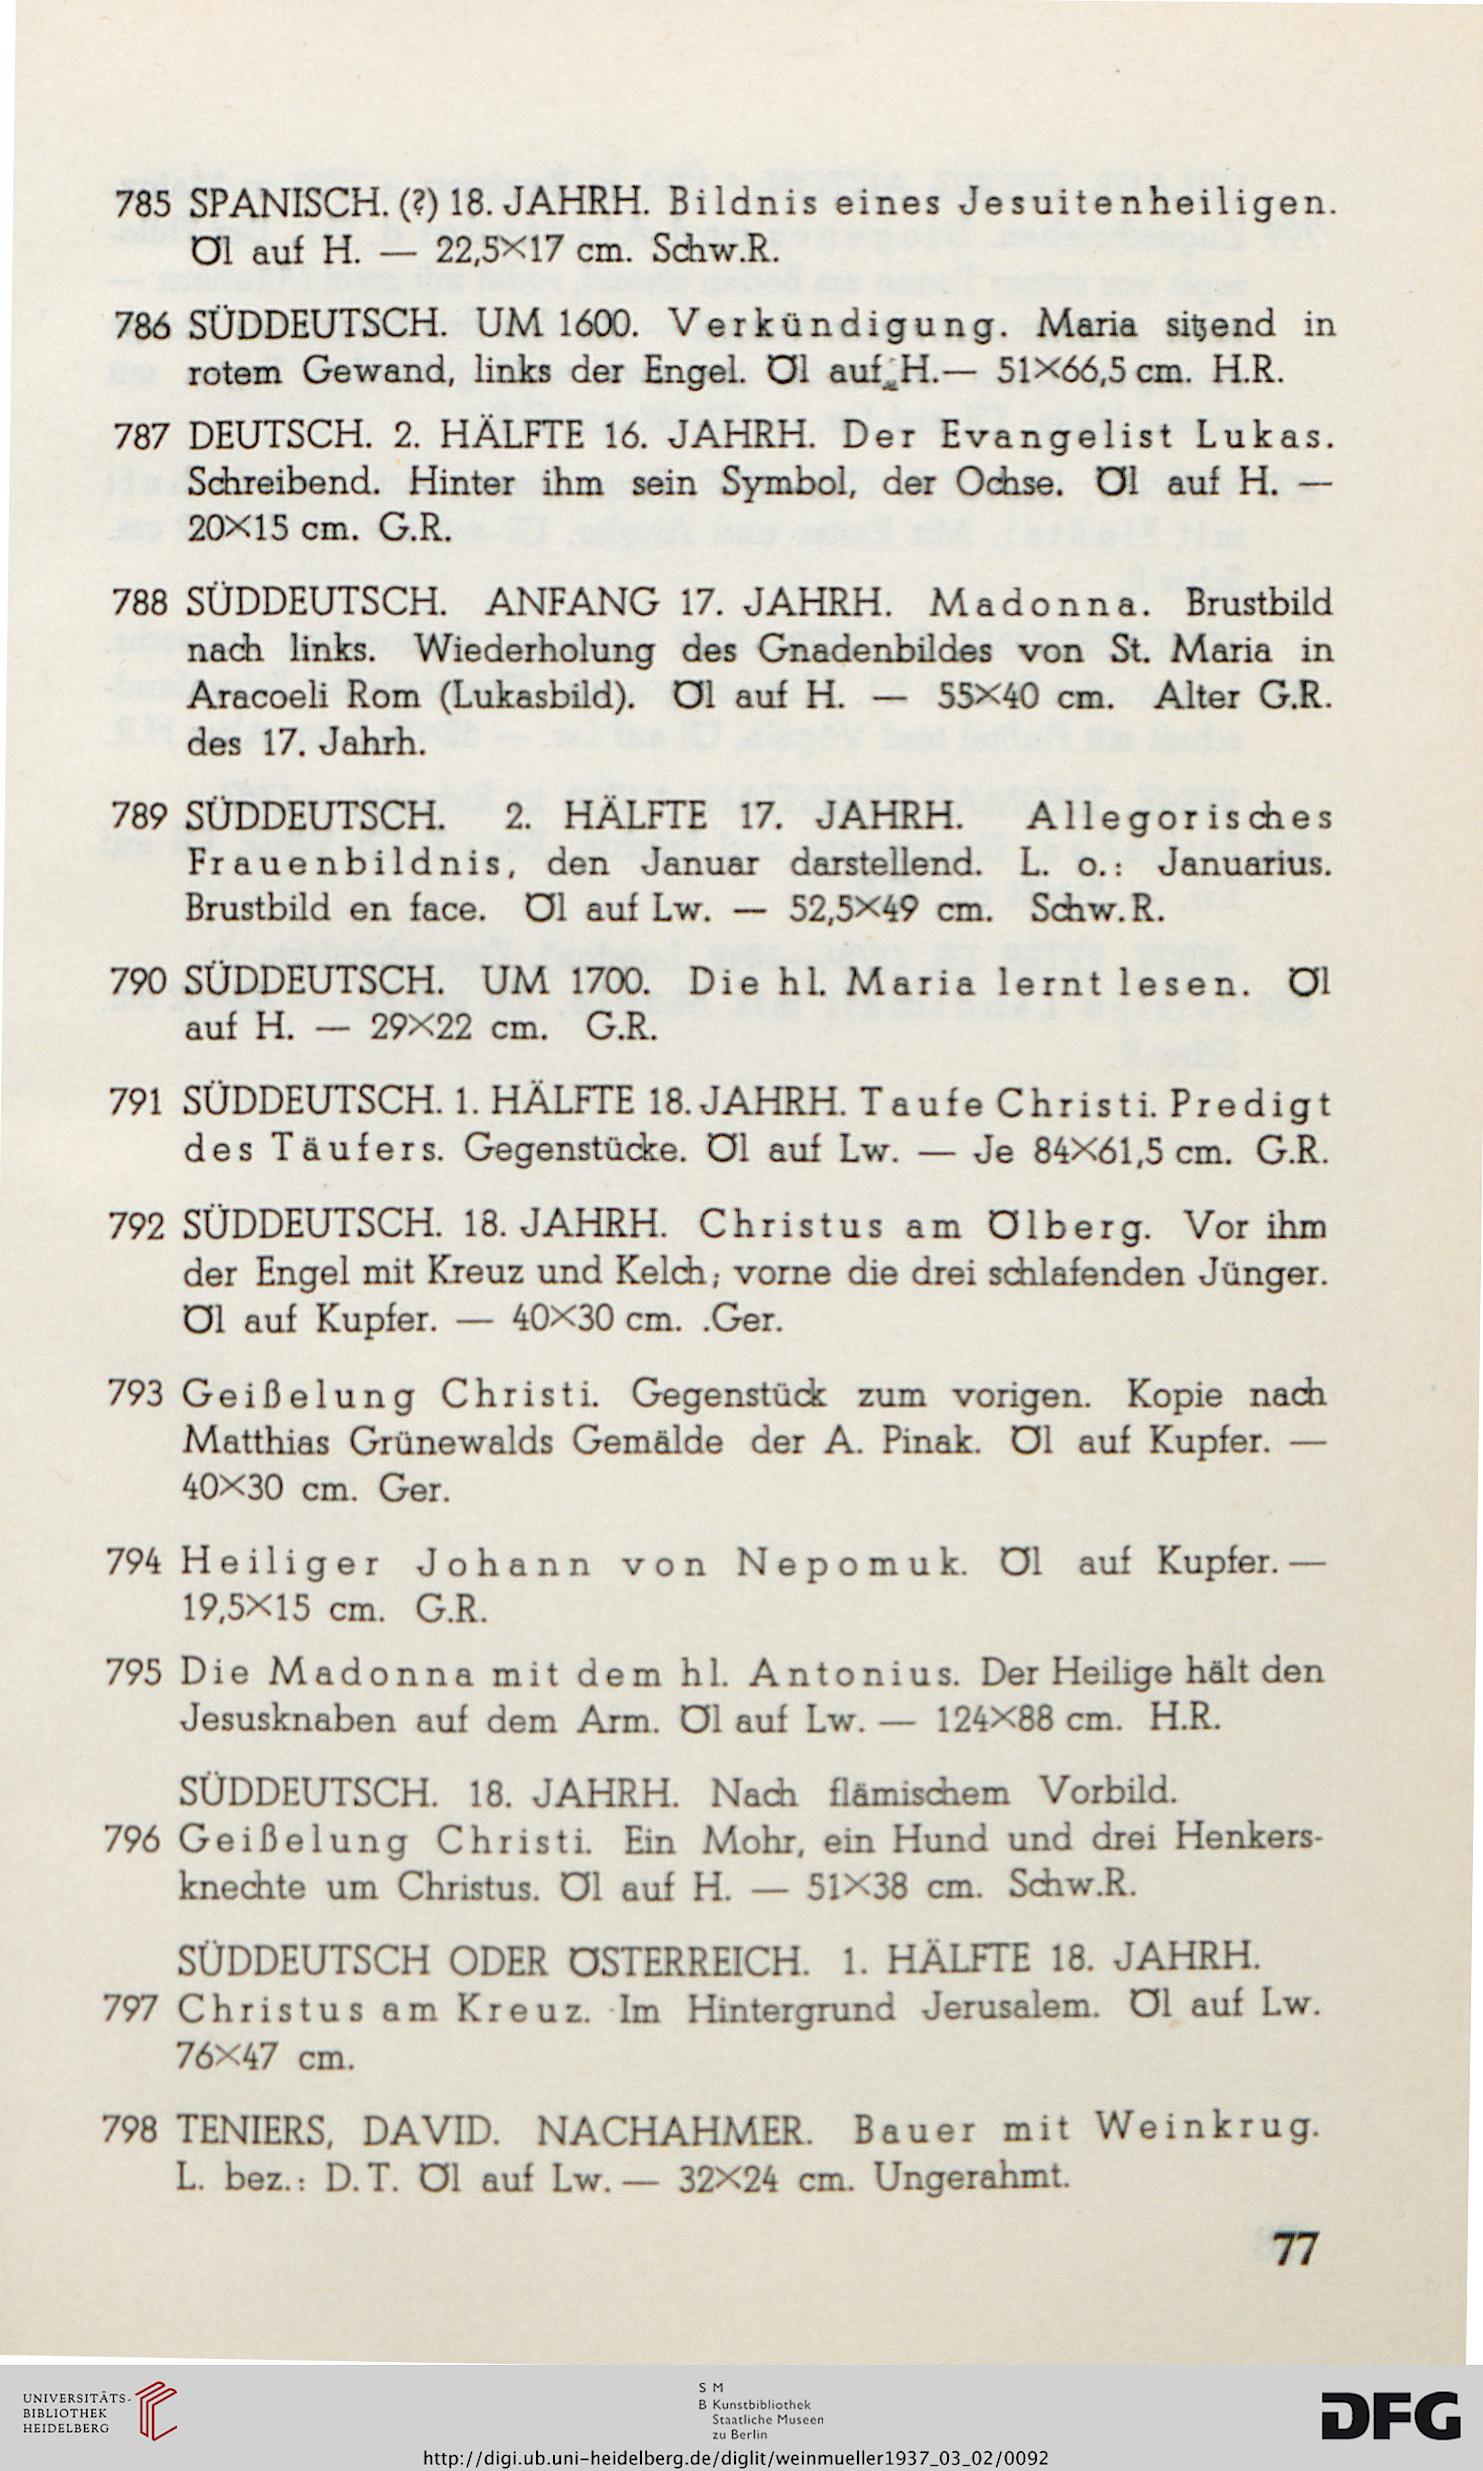 785 SPANISCH. (?) 18. JAHRH. Bildnis eines Jesuitenheiligen.
Öl auf H. — 22,5×17 cm. Schw.R.
786 SÜDDEUTSCH. UM 1600. Verkündigung. Maria sitzend in
rotem Gewand, links der Engel. Öl auf H.— 51×66,5 cm. H.R.
787 DEUTSCH. 2. HÄLFTE 16. JAHRH. Der Evangelist Lukas.
Schreibend. Hinter ihm sein Symbol, der Ochse. Öl auf H. —
20×15 cm. G.R.
788 SÜDDEUTSCH. ANFANG 17. JAHRH. Madonna. Brustbild
nach links. Wiederholung des Gnadenbildes von St. Maria in
Aracoeli Rom (Lukasbild). Öl auf H. — 55×40 cm. Alter G.R.
des 17. Jahrh.
789 SÜDDEUTSCH. 2. HÄLFTE 17. JAHRH. Allegorisches
Frauenbildnis, den Januar darstellend. L. o.: Januarius.
Brustbild en face. Öl auf Lw. — 52,5×49 cm. Schw.R.
790 SÜDDEUTSCH. UM 1700. Die hl. Maria lernt lesen. Öl
auf H. — 29×22 cm. G.R.
791 SÜDDEUTSCH. 1. HÄLFTE 18. JAHRH. Taufe Christi. Predigt
des Täufers. Gegenstücke. Öl auf Lw. — Je 84×61,5 cm. G.R.
792 SÜDDEUTSCH. 18. JAHRH. Christus am Ölberg. Vor ihm
der Engel mit Kreuz und Kelch; vorne die drei schlafenden Jünger.
Öl auf Kupfer. — 40×30 cm. .Ger.
793 Geißelung Christi. Gegenstück zum vorigen. Kopie nach
Matthias Grünewalds Gemälde der A. Pinak. Öl auf Kupfer. —
40×30 cm. Ger.
794 Heiliger Johann von Nepomuk. Öl auf Kupfer. —
19,5×15 cm. G.R.
795 Die Madonna mit dem hl. Antonius. Der Heilige hält den
Jesusknaben auf dem Arm. Öl auf Lw. — 124×88 cm. H.R.
SÜDDEUTSCH. 18. JAHRH. Nach flämischem Vorbild.
796 Geißelung Christi. Ein Mohr, ein Hund und drei Henkers-
knechte um Christus. Öl auf H. — 51×38 cm. Schw.R.
SÜDDEUTSCH ODER ÖSTERREICH. 1. HÄLFTE 18. JAHRH.
797 Christus am Kreuz. Im Hintergrund Jerusalem. Öl auf Lw.
76×47 cm.
798 TENIERS, DAVID. NACHAHMER. Bauer mit Weinkrug.
L. bez.: D.T. Öl auf Lw. — 32×24 cm. Ungerahmt.
77
UNIVERSITÄTS-
BIBLIOTHEK
HEIDELBERG
S M
B Kunstbibliothek
Staatliche Museen
zu Berlin
DFG
http://digi.ub.uni-heidelberg.de/diglit/weinmueller1937_03_02/0092